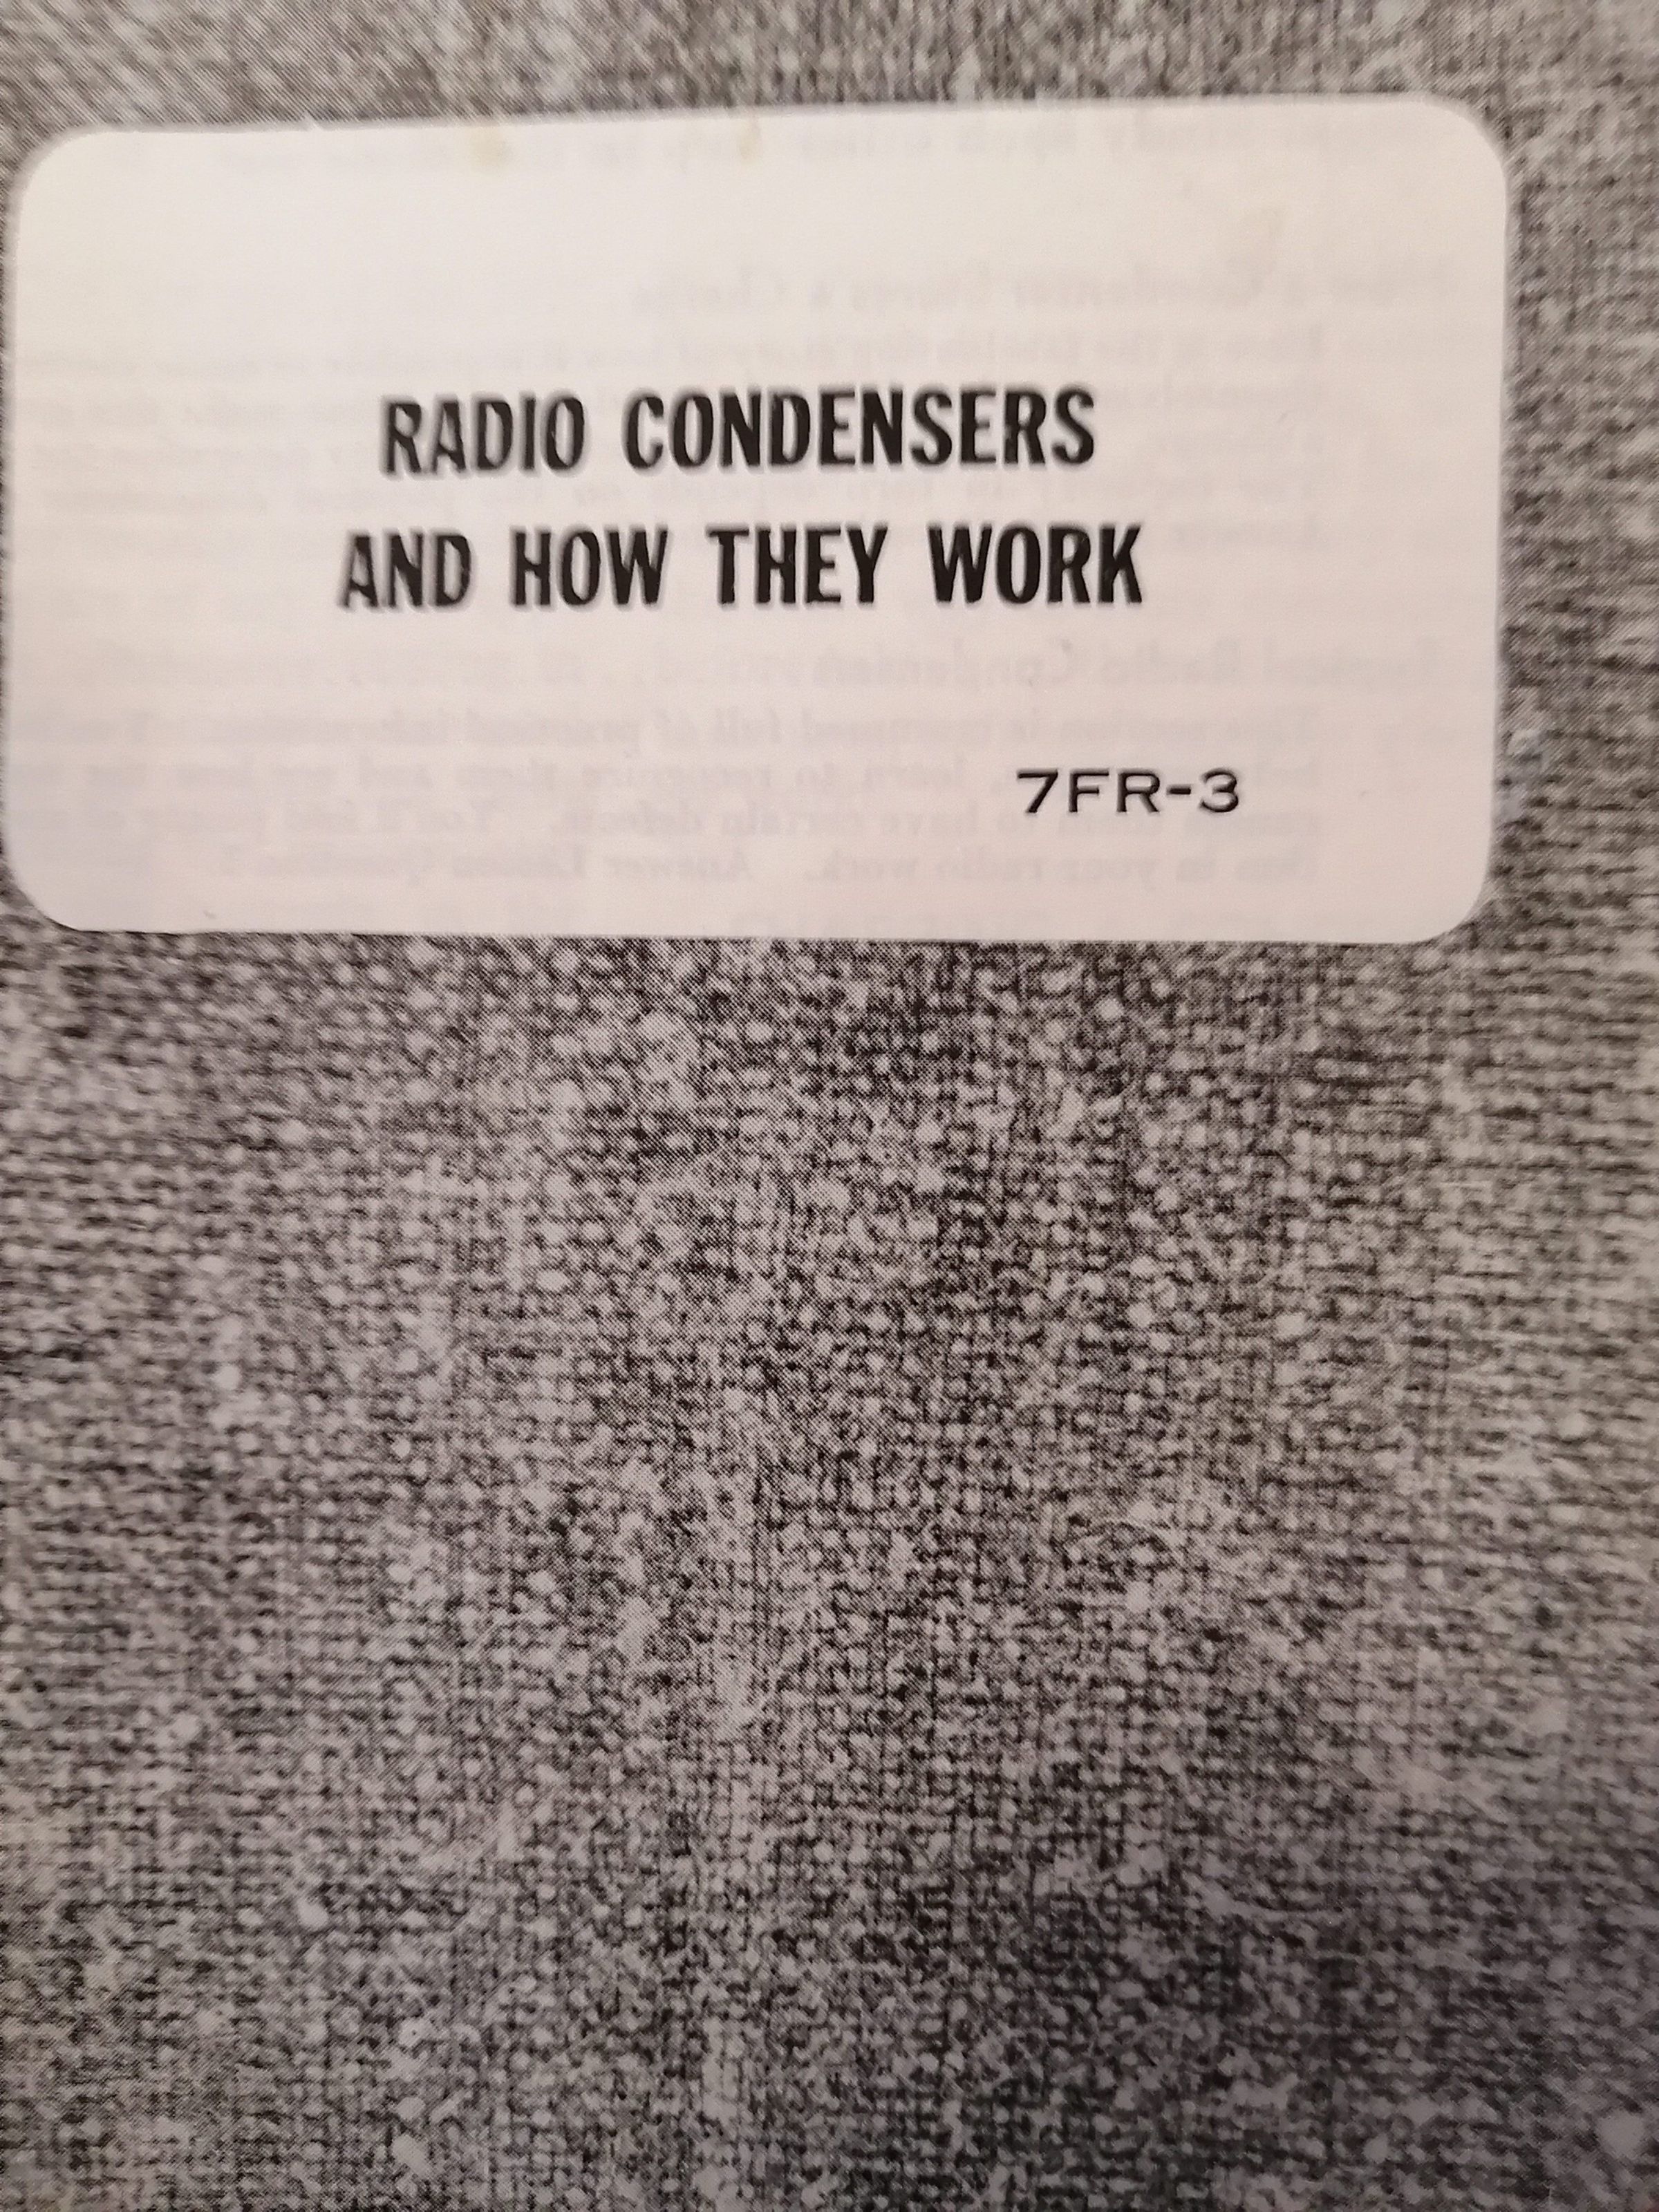 RADIO CONDENSERS
AND HOW THEY WORK
7FR-3